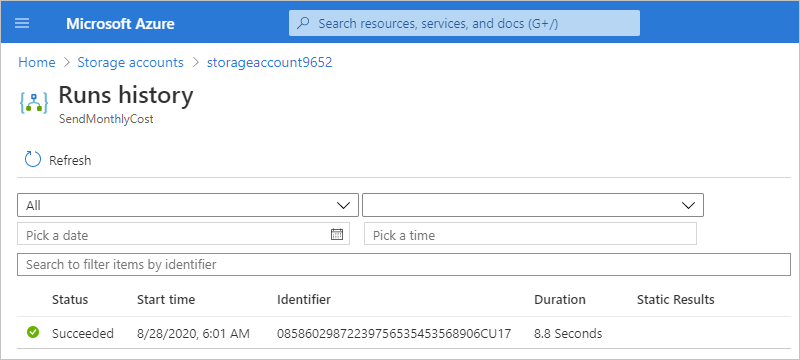 Microsoft Azure
Search resources, services, and docs (G+/)
Home > Storage accounts > storageaccount9652
Runs history
SendMonthlyCost
Refresh
All
Pick a date
Pick a time
Search to filter items by identifier
Status Start time Identifier Duration Static Results
Succeeded 8/28/2020, 6:01 AM 08586029872239756535453568906CU17 8.8 Seconds